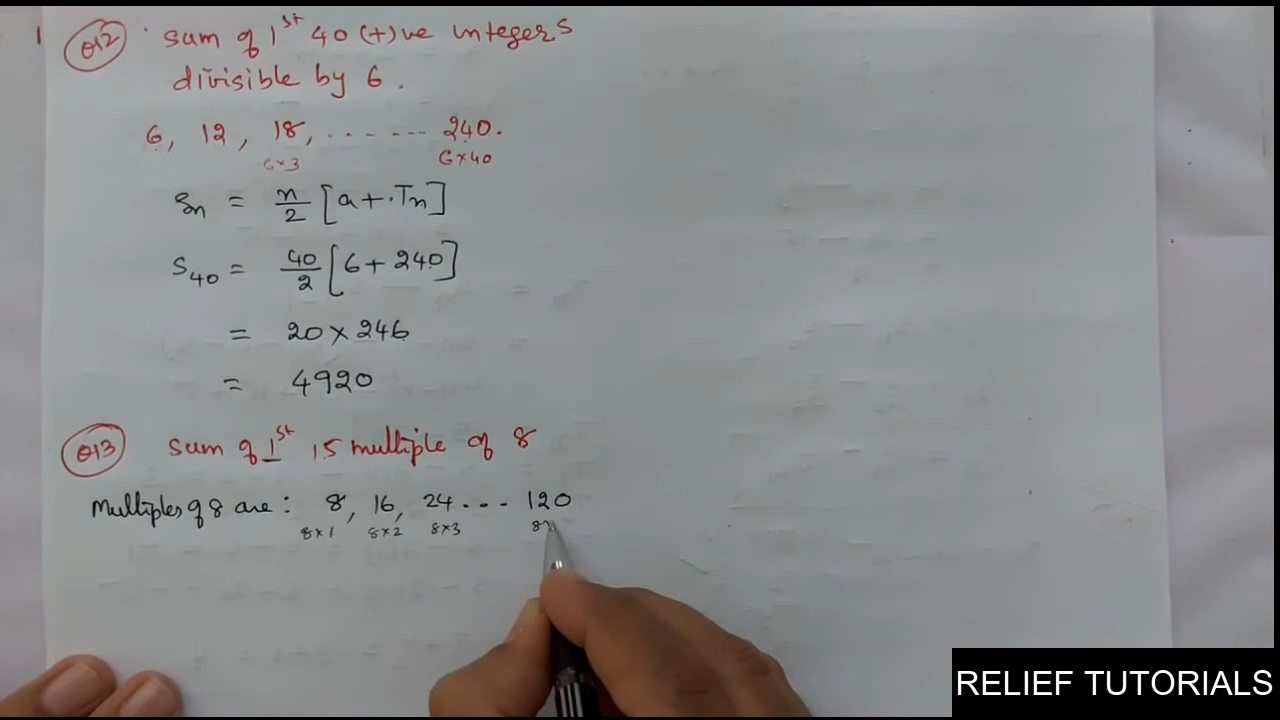 Q12 Sum of 1st 40 (+)ve integers
divisible by 6.
6, 12, 18, ...... 240.
6×3 6×40
Sn = n/2 [a + Tn]
S40 = 40/2 [6 + 240]
= 20 × 246
= 4920
Q13 Sum of 1st 15 multiple of 8
Multiples of 8 are: 8, 16, 24 ... 120
8×1 8×2 8×3 8×
RELIEF TUTORIALS